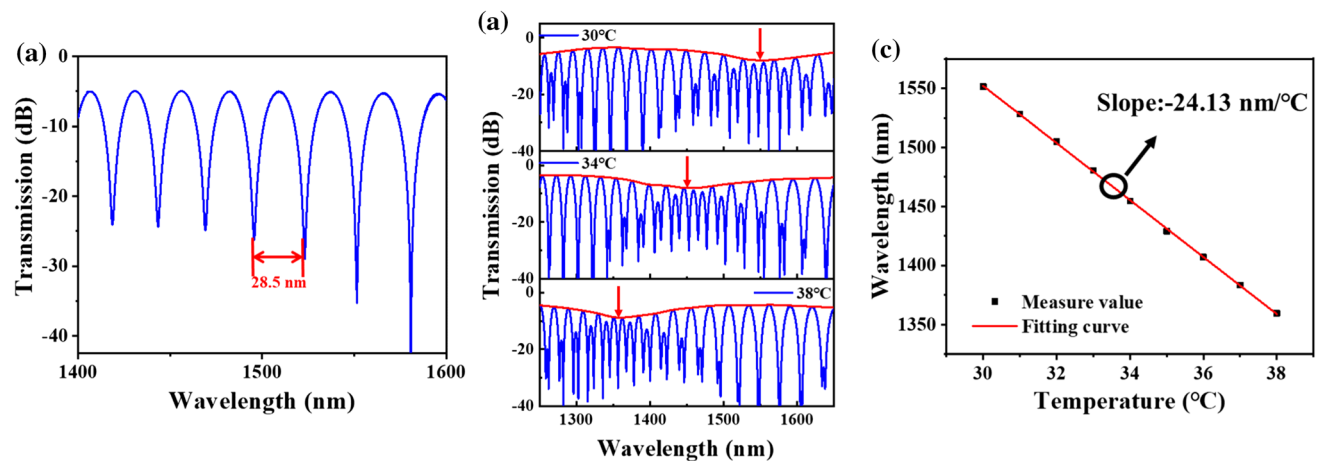 (a)
0
-10
-20
-30
-40
Transmission (dB)
28.5 nm
1400
1500
1600
Wavelength (nm)
(a)
0
-20
-40
30℃
0
-20
-40
34℃
0
-20
-40
38℃
Transmission (dB)
1300
1400
1500
1600
Wavelength (nm)
(c)
1550
1500
1450
1400
1350
Wavelength (nm)
Slope:-24.13 nm/℃
Measure value
Fitting curve
30
32
34
36
38
Temperature (℃)